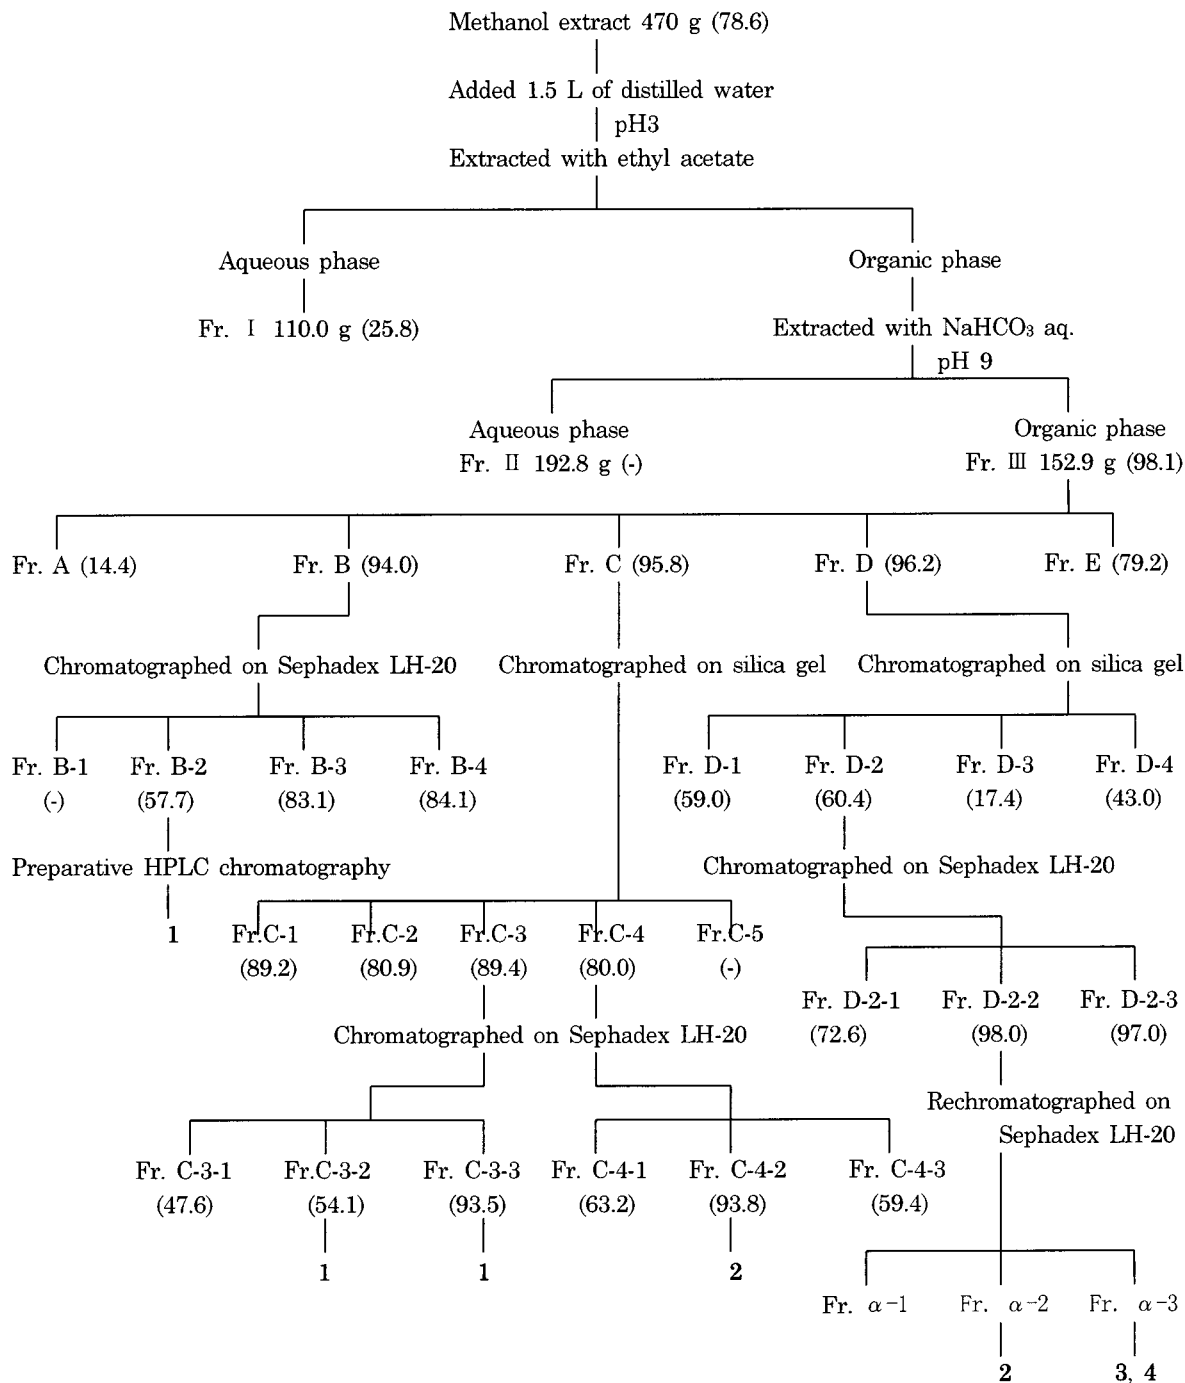 Methanol extract 470 g (78.6)
Added 1.5 L of distilled water
pH3
Extracted with ethyl acetate
Aqueous phase
Organic phase
Fr. Ⅰ 110.0 g (25.8)
Extracted with NaHCO₃ aq.
pH 9
Aqueous phase
Organic phase
Fr. Ⅱ 192.8 g (-)
Fr. Ⅲ 152.9 g (98.1)
Fr. A (14.4)
Fr. B (94.0)
Fr. C (95.8)
Fr. D (96.2)
Fr. E (79.2)
Chromatographed on Sephadex LH-20
Chromatographed on silica gel
Chromatographed on silica gel
Fr. B-1 Fr. B-2 Fr. B-3 Fr. B-4
(-) (57.7) (83.1) (84.1)
Fr. D-1 Fr. D-2 Fr. D-3 Fr. D-4
(59.0) (60.4) (17.4) (43.0)
Preparative HPLC chromatography
Chromatographed on Sephadex LH-20
1
Fr.C-1 Fr.C-2 Fr.C-3 Fr.C-4 Fr.C-5
(89.2) (80.9) (89.4) (80.0) (-)
Fr. D-2-1 Fr. D-2-2 Fr. D-2-3
(72.6) (98.0) (97.0)
Chromatographed on Sephadex LH-20
Rechromatographed on
Sephadex LH-20
Fr. C-3-1 Fr.C-3-2 Fr. C-3-3 Fr. C-4-1 Fr. C-4-2 Fr. C-4-3
(47.6) (54.1) (93.5) (63.2) (93.8) (59.4)
1 1 2
Fr. α-1 Fr. α-2 Fr. α-3
2 3, 4